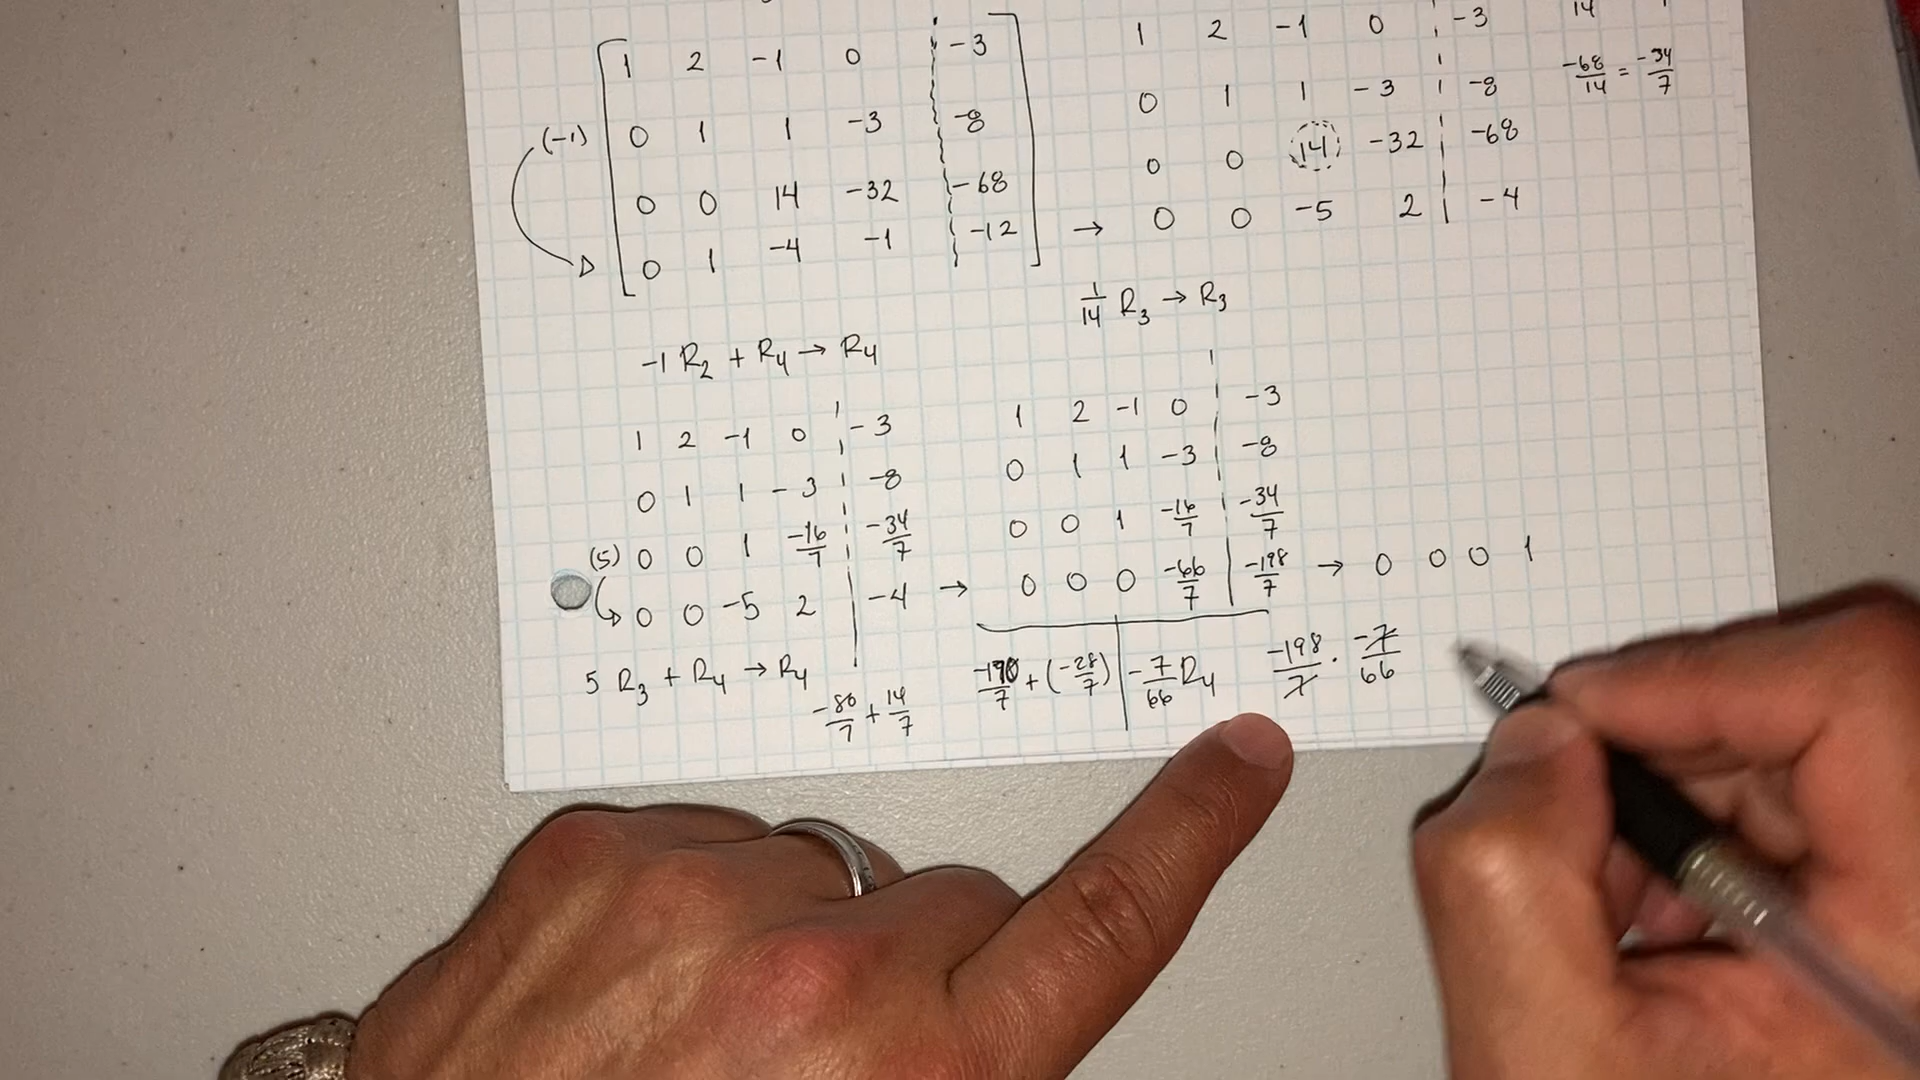 1 2 -1 0 -3
(-1) 0 1 1 -3 -8
0 0 14 -32 -68
0 1 -4 -1 -12
-1 R2 + R4 → R4
1 2 -1 0 -3
0 1 1 -3 -8
0 0 14 -32 -68
→ 0 0 -5 2 -4
14
-68/14 = -34/7
1/14 R3 → R3
1 2 -1 0 -3
0 1 1 -3 -8
(5) 0 0 1 -16/7 -34/7
0 0 -5 2 -4
5 R3 + R4 → R4
-80/7 + 14/7
1 2 -1 0 -3
0 1 1 -3 -8
0 0 1 -16/7 -34/7
→ 0 0 0 -66/7 -198/7 → 0 0 0 1
-170/7 + (-28/7)
-7/66 R4
-198/7 · -7/66